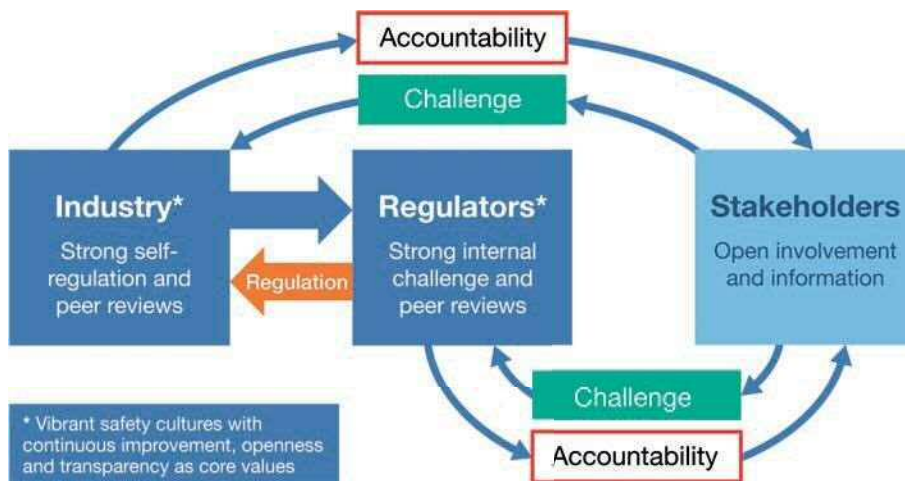 Accountability
Challenge
Industry*
Strong self-
regulation and
peer reviews
Regulation
Regulators*
Strong internal
challenge and
peer reviews
Stakeholders
Open involvement
and information
Challenge
Accountability
* Vibrant safety cultures with
continuous improvement, openness
and transparency as core values